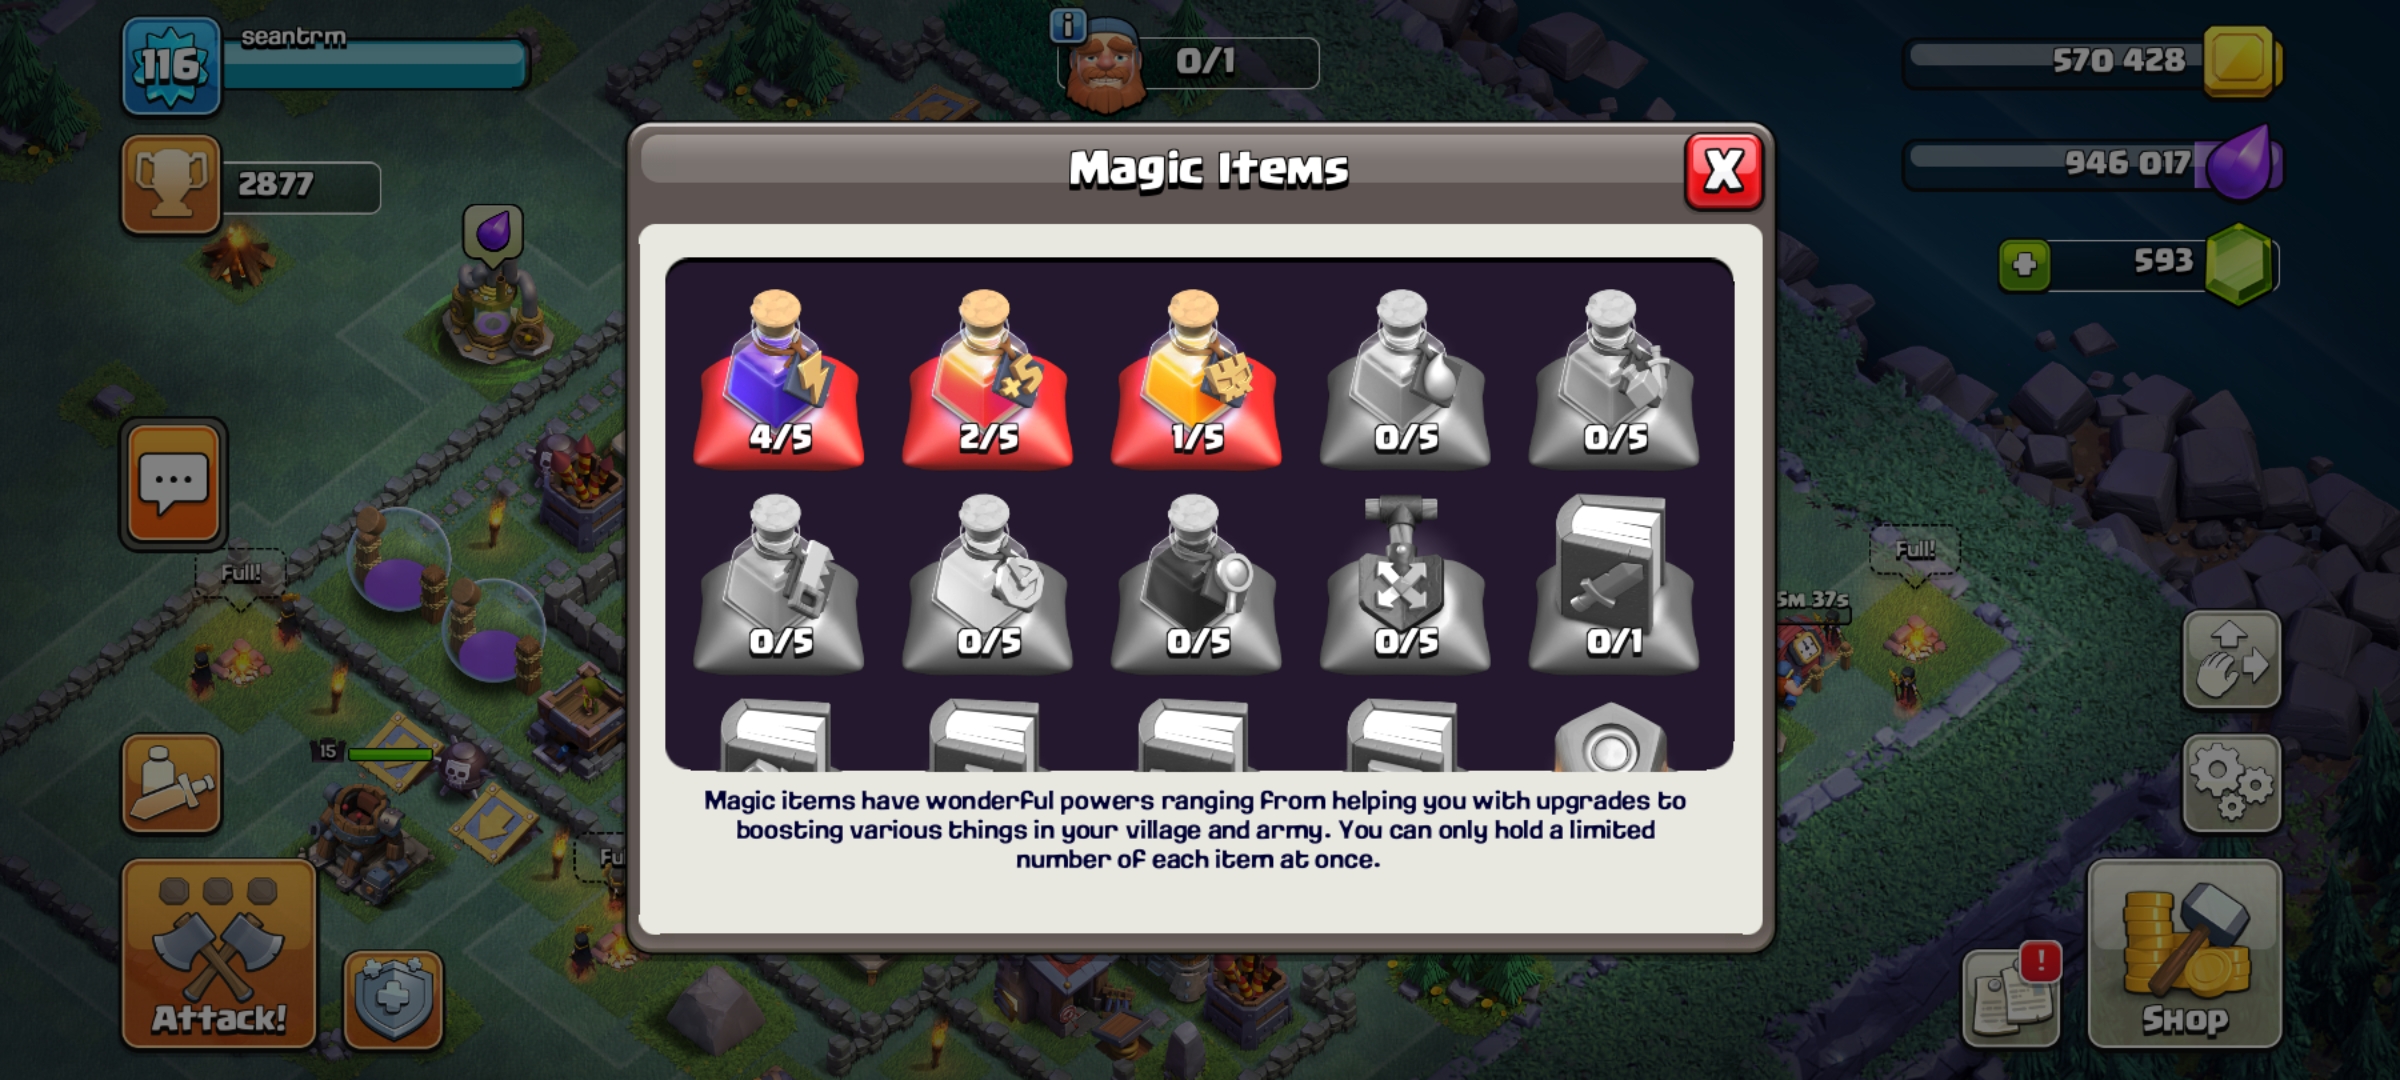 116
seantrm
0/1
570 428
2877
946 017
593
Magic Items
X
4/5
2/5
1/5
0/5
0/5
0/5
0/5
0/5
0/5
0/1
Full!
Full!
5M 37s
15
Magic items have wonderful powers ranging from helping you with upgrades to
boosting various things in your village and army. You can only hold a limited
number of each item at once.
Attack!
!
Shop